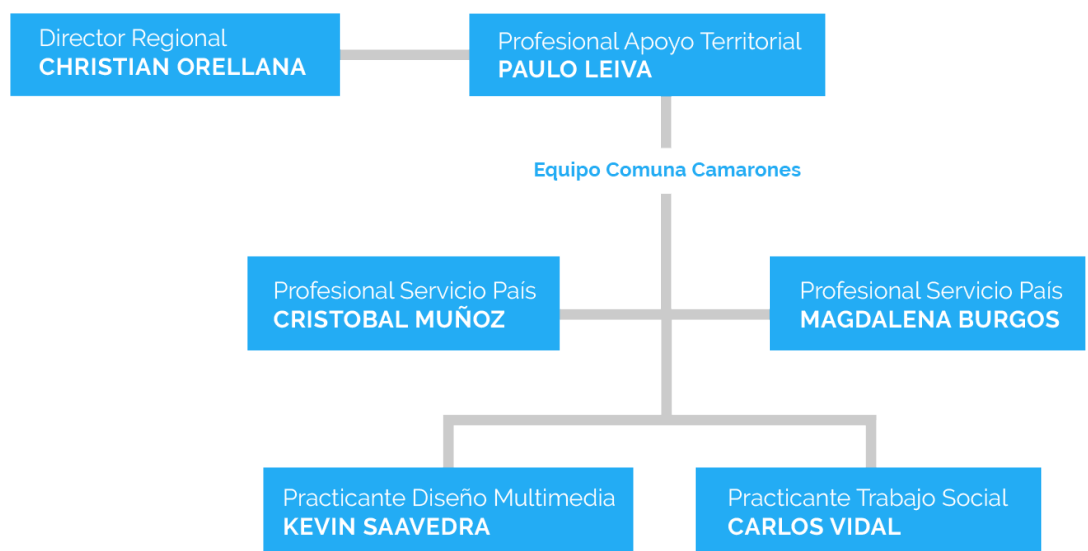 Director Regional
CHRISTIAN ORELLANA
Profesional Apoyo Territorial
PAULO LEIVA
Equipo Comuna Camarones
Profesional Servicio País
CRISTOBAL MUÑOZ
Profesional Servicio País
MAGDALENA BURGOS
Practicante Diseño Multimedia
KEVIN SAAVEDRA
Practicante Trabajo Social
CARLOS VIDAL